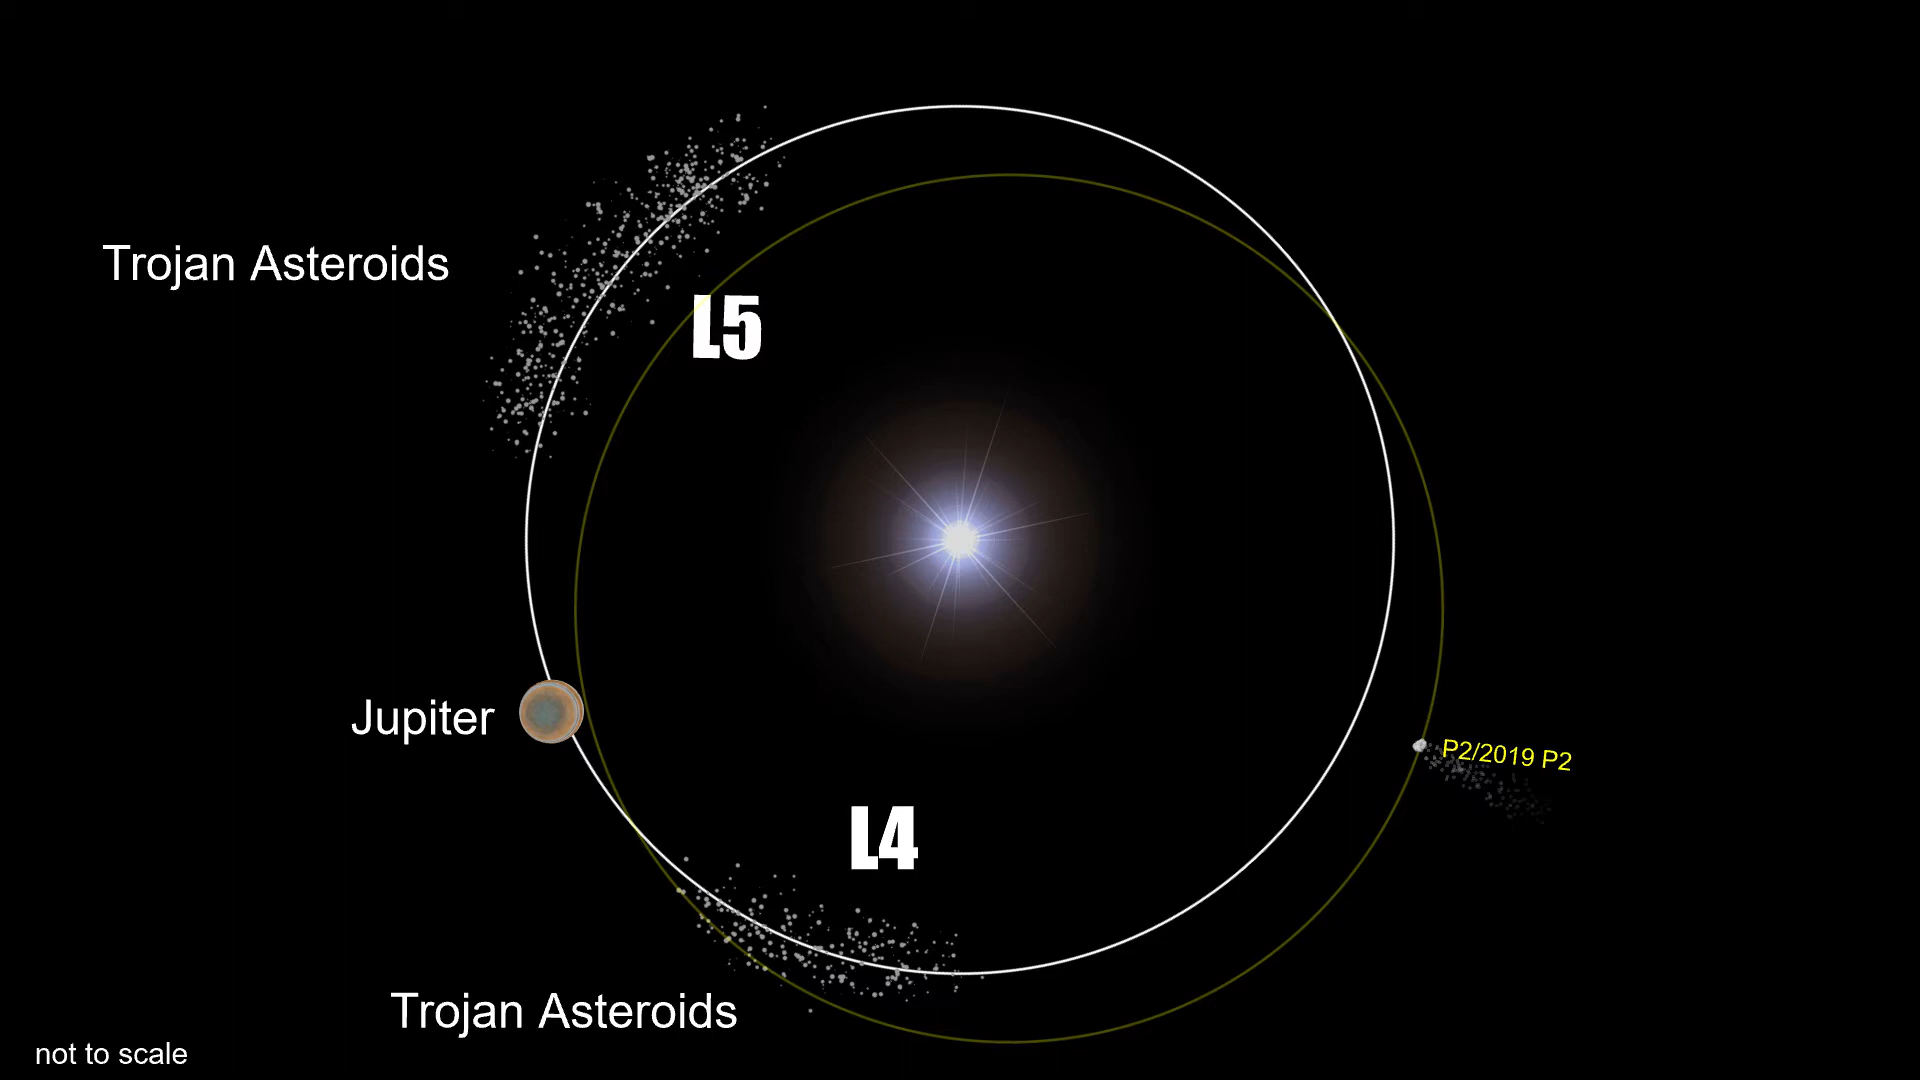 Trojan Asteroids
L5
Jupiter
P2/2019 P2
L4
Trojan Asteroids
not to scale